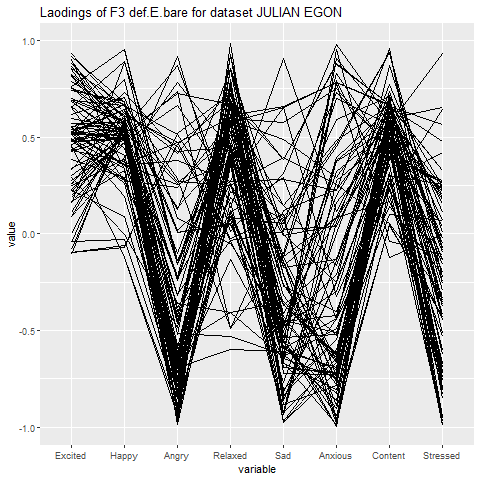 Laodings of F3 def.E.bare for dataset JULIAN EGON
1.0
0.5
0.0
-0.5
-1.0
value
Excited Happy Angry Relaxed Sad Anxious Content Stressed
variable